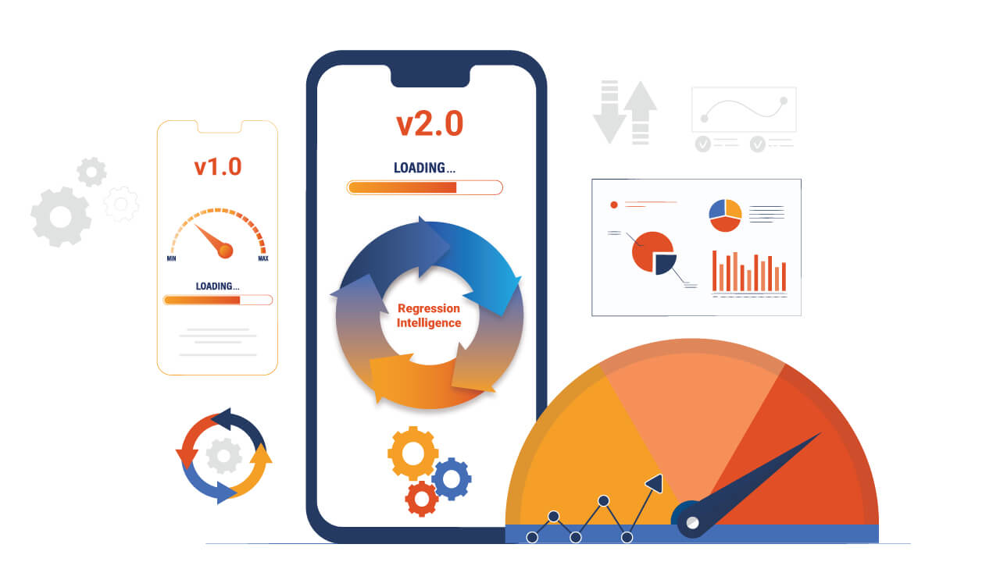 v1.0
MIN
MAX
LOADING...
v2.0
LOADING...
Regression
Intelligence